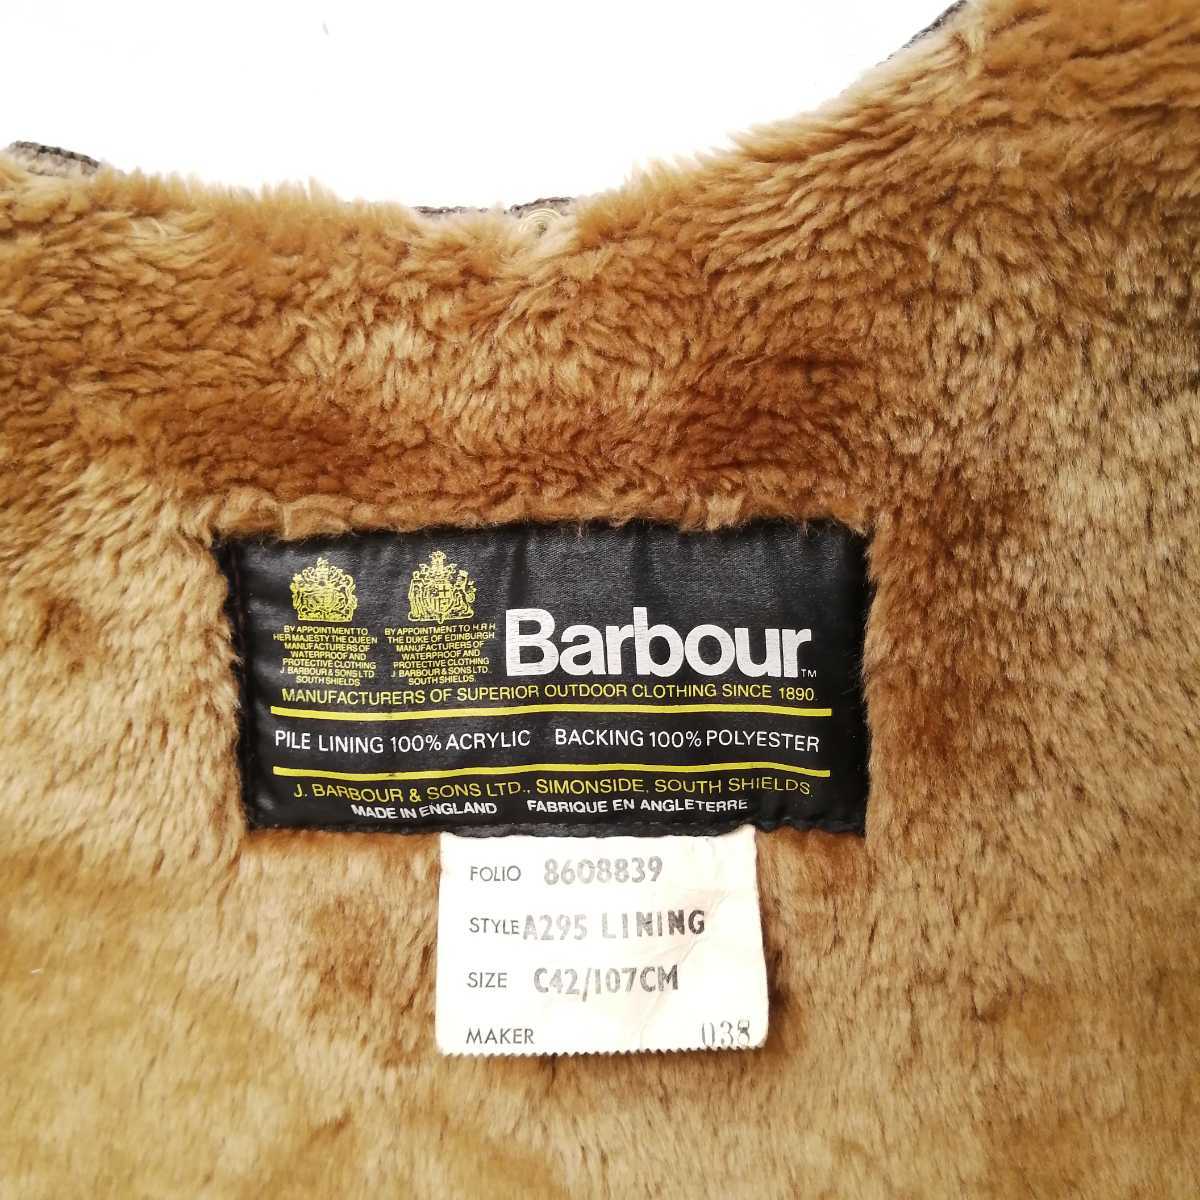 BY APPOINTMENT TO
HER MAJESTY THE QUEEN
MANUFACTURERS OF
WATERPROOF AND
PROTECTIVE CLOTHING
J. BARBOUR & SONS LTD.
SOUTH SHIELDS.
BY APPOINTMENT TO H.R.H.
THE DUKE OF EDINBURGH
MANUFACTURERS OF
WATERPROOF AND
PROTECTIVE CLOTHING
J. BARBOUR & SONS LTD.
SOUTH SHIELDS.
Barbour™
MANUFACTURERS OF SUPERIOR OUTDOOR CLOTHING SINCE 1890.
PILE LINING 100% ACRYLIC BACKING 100% POLYESTER
J. BARBOUR & SONS LTD., SIMONSIDE, SOUTH SHIELDS.
MADE IN ENGLAND FABRIQUE EN ANGLETERRE
FOLIO 8608839
STYLE A295 LINING
SIZE C42/107CM
MAKER 038